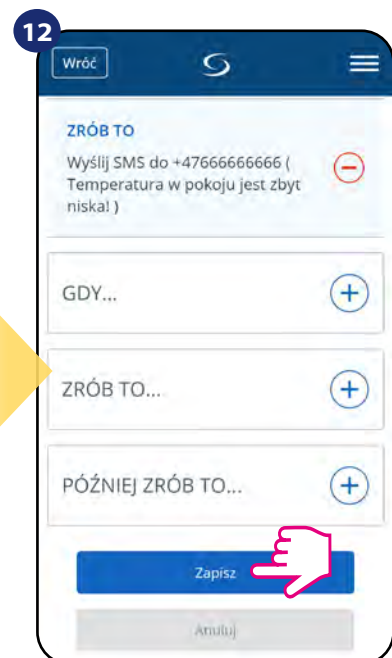 12
Wróć
ZRÓB TO
Wyślij SMS do +47666666666 (
Temperatura w pokoju jest zbyt
niska! )
GDY...
ZRÓB TO...
PÓŹNIEJ ZRÓB TO...
Zapisz
Anuluj